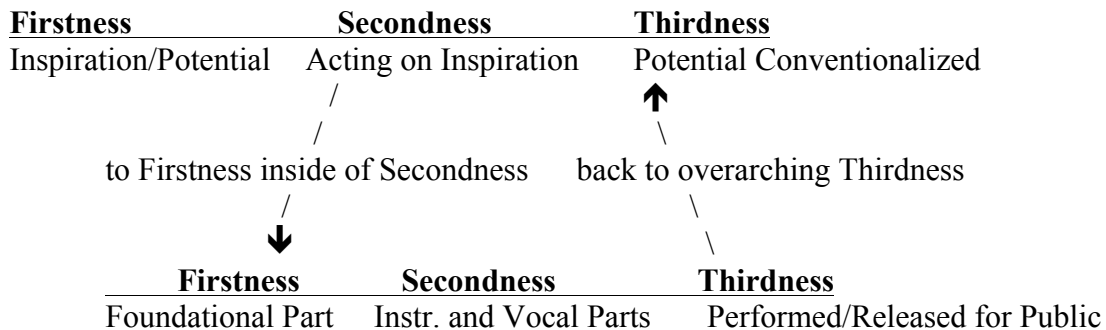 Firstness Secondness Thirdness
Inspiration/Potential Acting on Inspiration Potential Conventionalized
to Firstness inside of Secondness back to overarching Thirdness
Firstness Secondness Thirdness
Foundational Part Instr. and Vocal Parts Performed/Released for Public